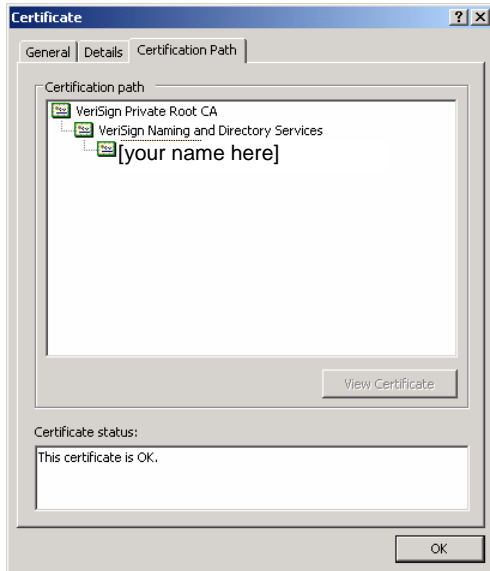 Certificate
General Details Certification Path
Certification path
VeriSign Private Root CA
VeriSign Naming and Directory Services
[your name here]
View Certificate
Certificate status:
This certificate is OK.
OK